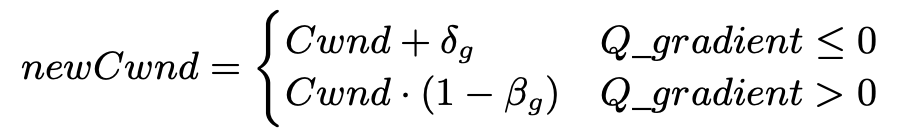 newCwnd = { Cwnd + δ_g    Q_gradient ≤ 0
Cwnd · (1 − β_g)    Q_gradient > 0